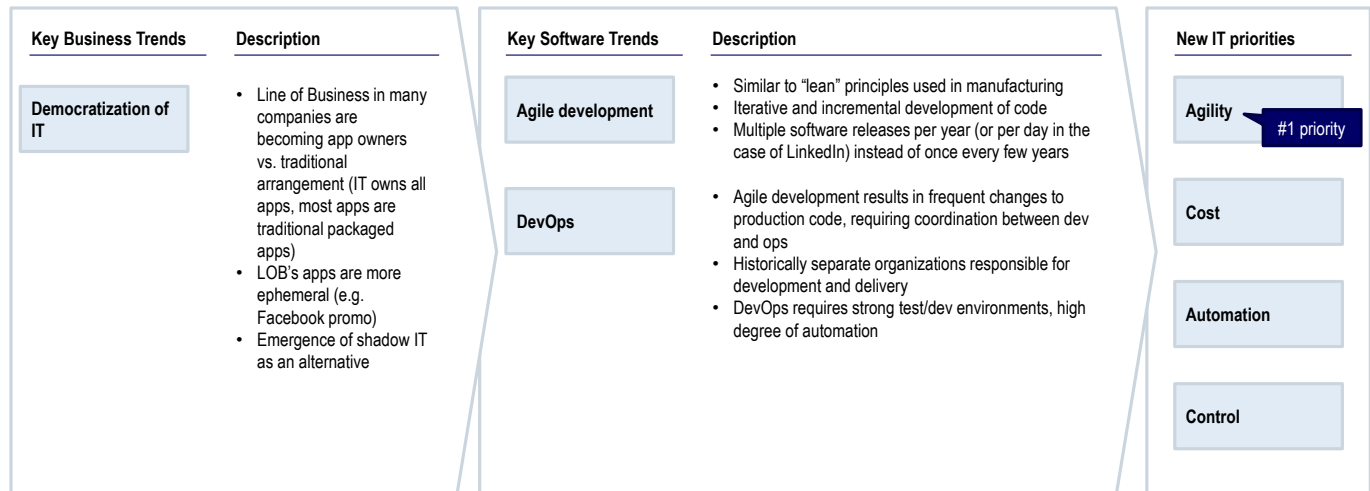 Key Business Trends
Description
Democratization of
IT
• Line of Business in many
companies are
becoming app owners
vs. traditional
arrangement (IT owns all
apps, most apps are
traditional packaged
apps)
• LOB's apps are more
ephemeral (e.g.
Facebook promo)
• Emergence of shadow IT
as an alternative
Key Software Trends
Description
Agile development
• Similar to “lean” principles used in manufacturing
• Iterative and incremental development of code
• Multiple software releases per year (or per day in the
case of LinkedIn) instead of once every few years
DevOps
• Agile development results in frequent changes to
production code, requiring coordination between dev
and ops
• Historically separate organizations responsible for
development and delivery
• DevOps requires strong test/dev environments, high
degree of automation
New IT priorities
Agility
#1 priority
Cost
Automation
Control